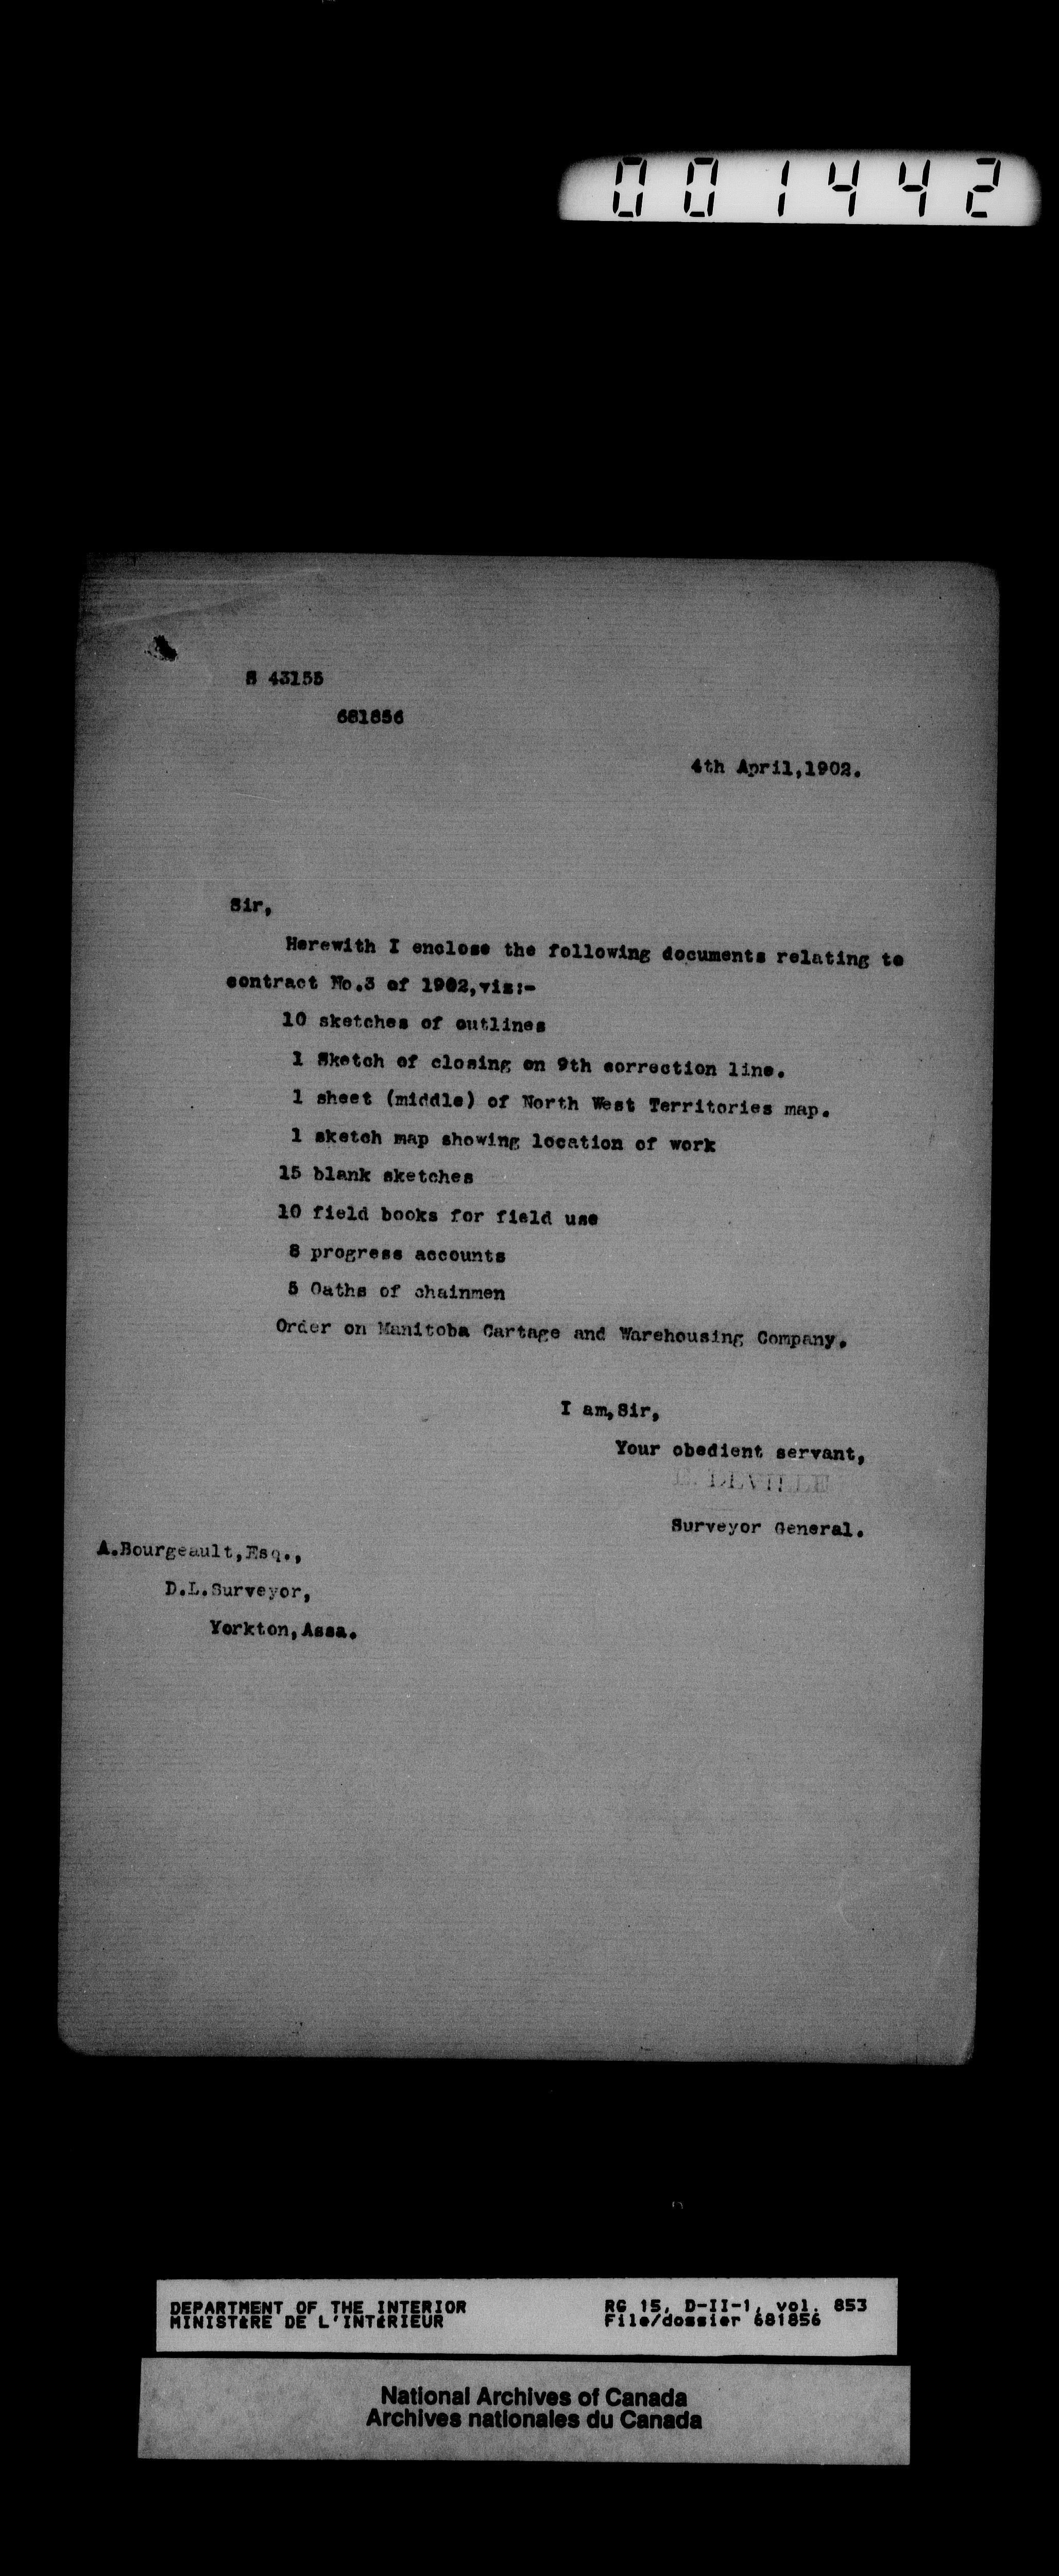 001442
S 43155
681856
4th April,1902.
Sir,
Herewith I enclose the following documents relating to
contract No.3 of 1902,viz:-
10 sketches of outlines
1 Sketch of closing on 9th correction line.
1 sheet (middle) of North West Territories map.
1 sketch map showing location of work
15 blank sketches
10 field books for field use
8 progress accounts
5 Oaths of chainmen
Order on Manitoba Cartage and Warehousing Company.
I am,Sir,
Your obedient servant,
E. DEVILLE
Surveyor General.
A.Bourgeault,Esq.,
D.L.Surveyor,
Yorkton,Assa.
DEPARTMENT OF THE INTERIOR
MINISTÈRE DE L'INTÉRIEUR
RG 15, D-II-1, vol. 853
File/dossier 681856
National Archives of Canada
Archives nationales du Canada